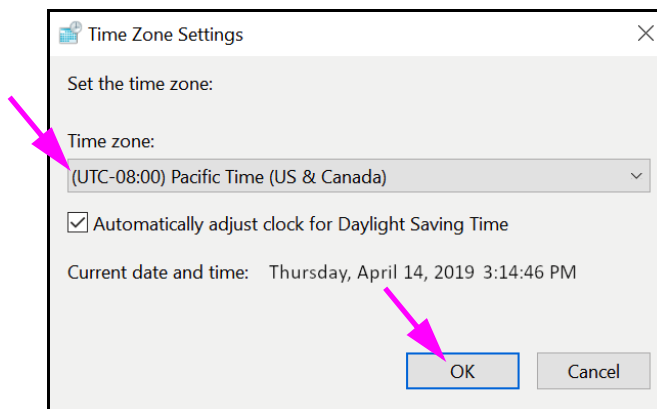 Time Zone Settings
Set the time zone:
Time zone:
(UTC-08:00) Pacific Time (US & Canada)
Automatically adjust clock for Daylight Saving Time
Current date and time: Thursday, April 14, 2019 3:14:46 PM
OK Cancel